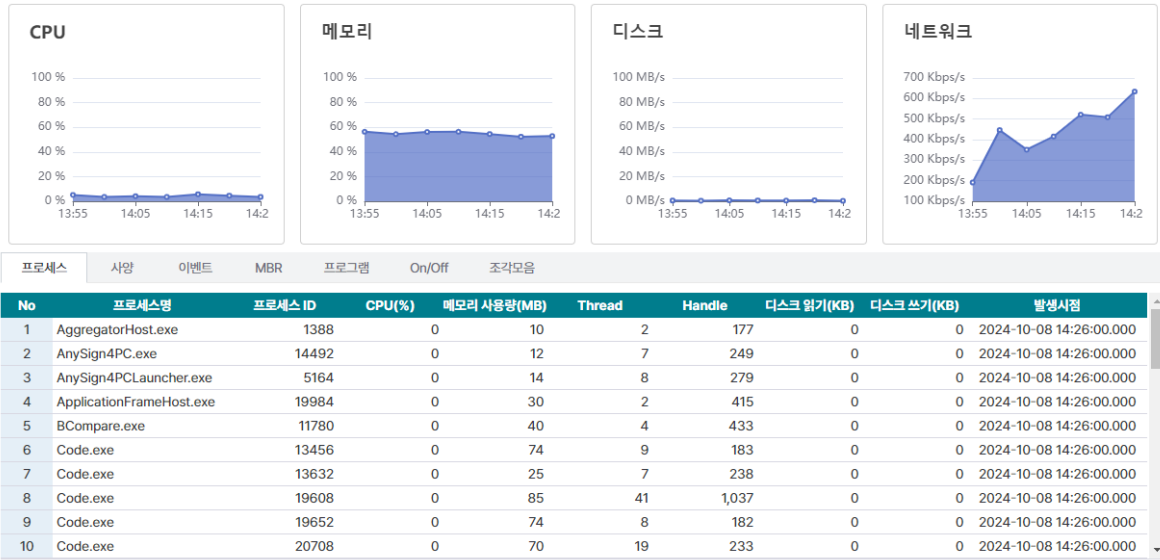 CPU
100 %
80 %
60 %
40 %
20 %
0 %
13:55 14:05 14:15 14:2
메모리
100 %
80 %
60 %
40 %
20 %
0 %
13:55 14:05 14:15 14:2
디스크
100 MB/s
80 MB/s
60 MB/s
40 MB/s
20 MB/s
0 MB/s
13:55 14:05 14:15 14:2
네트워크
700 Kbps/s
600 Kbps/s
500 Kbps/s
400 Kbps/s
300 Kbps/s
200 Kbps/s
100 Kbps/s
13:55 14:05 14:15 14:2
프로세스 사양 이벤트 MBR 프로그램 On/Off 조각모음
No 프로세스명 프로세스 ID CPU(%) 메모리 사용량(MB) Thread Handle 디스크 읽기(KB) 디스크 쓰기(KB) 발생시점
1 AggregatorHost.exe 1388 0 10 2 177 0 0 2024-10-08 14:26:00.000
2 AnySign4PC.exe 14492 0 12 7 249 0 0 2024-10-08 14:26:00.000
3 AnySign4PCLauncher.exe 5164 0 14 8 279 0 0 2024-10-08 14:26:00.000
4 ApplicationFrameHost.exe 19984 0 30 2 415 0 0 2024-10-08 14:26:00.000
5 BCompare.exe 11780 0 40 4 433 0 0 2024-10-08 14:26:00.000
6 Code.exe 13456 0 74 9 183 0 0 2024-10-08 14:26:00.000
7 Code.exe 13632 0 25 7 238 0 0 2024-10-08 14:26:00.000
8 Code.exe 19608 0 85 41 1,037 0 0 2024-10-08 14:26:00.000
9 Code.exe 19652 0 74 8 182 0 0 2024-10-08 14:26:00.000
10 Code.exe 20708 0 70 19 233 0 0 2024-10-08 14:26:00.000